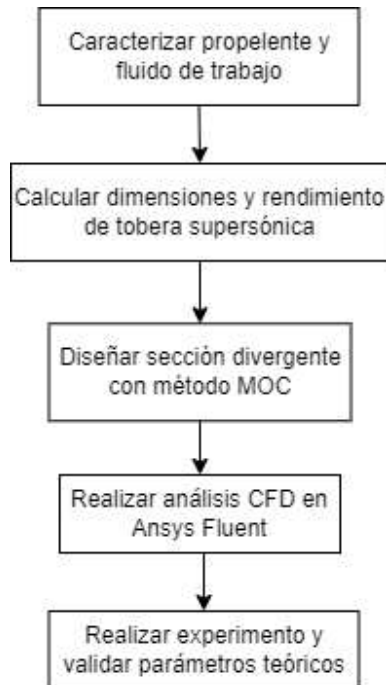 Caracterizar propelente y
fluido de trabajo
Calcular dimensiones y rendimiento
de tobera supersónica
Diseñar sección divergente
con método MOC
Realizar análisis CFD en
Ansys Fluent
Realizar experimento y
validar parámetros teóricos